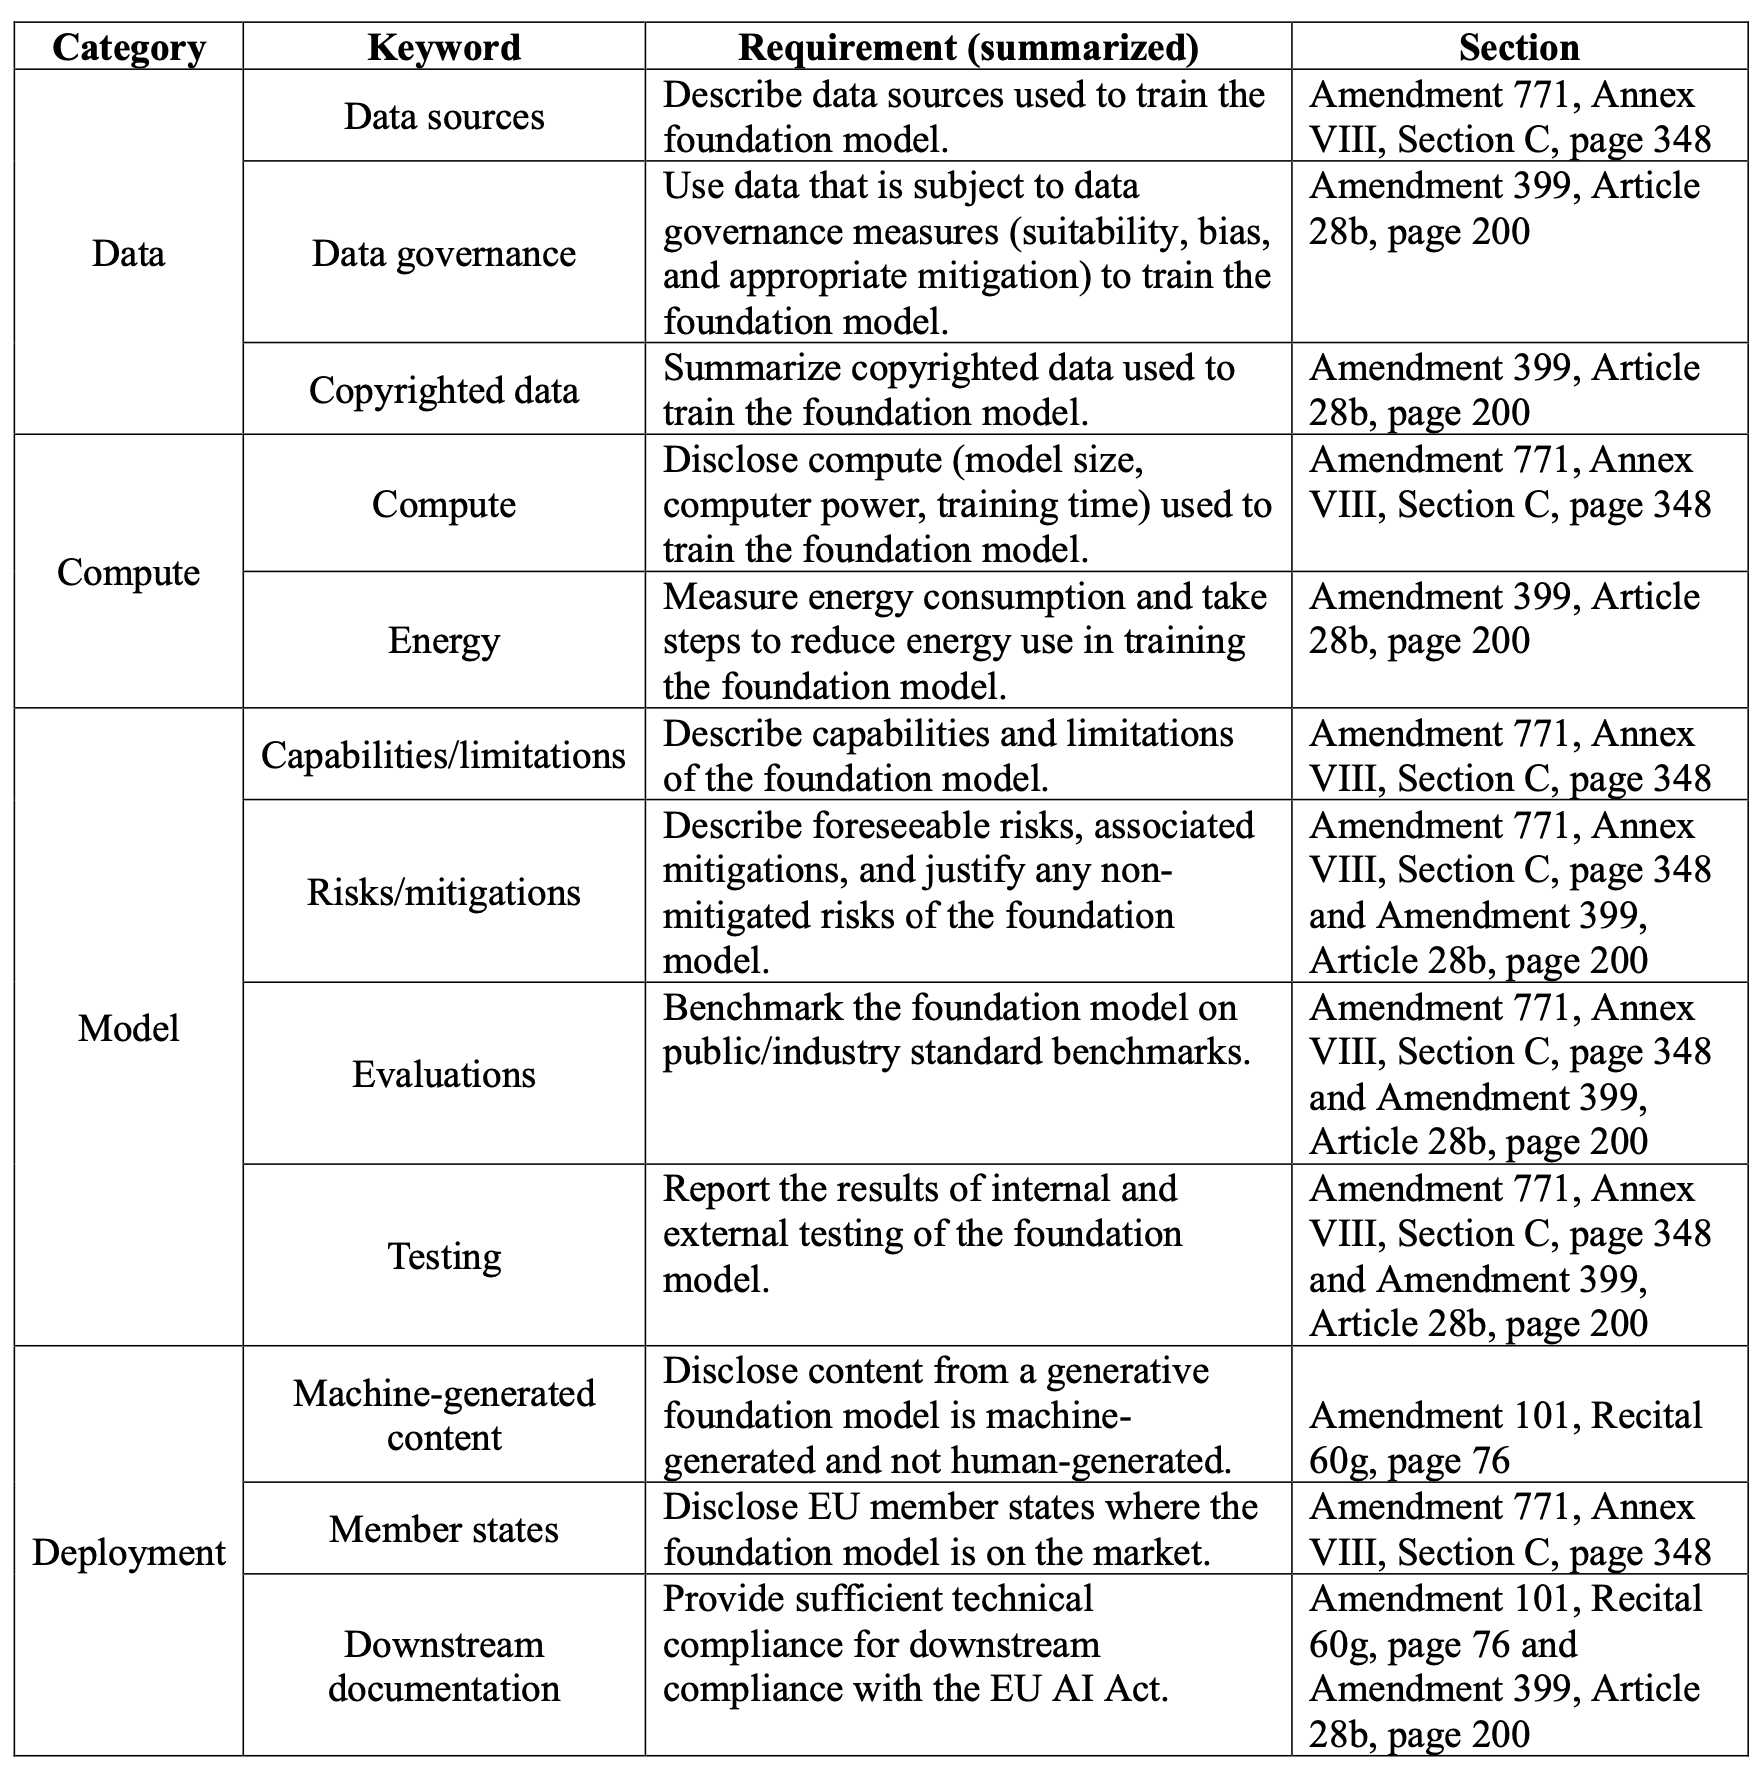 Category Keyword Requirement (summarized) Section
Data
Data sources
Describe data sources used to train the
foundation model.
Amendment 771, Annex
VIII, Section C, page 348
Data governance
Use data that is subject to data
governance measures (suitability, bias,
and appropriate mitigation) to train the
foundation model.
Amendment 399, Article
28b, page 200
Copyrighted data
Summarize copyrighted data used to
train the foundation model.
Amendment 399, Article
28b, page 200
Compute
Compute
Disclose compute (model size,
computer power, training time) used to
train the foundation model.
Amendment 771, Annex
VIII, Section C, page 348
Energy
Measure energy consumption and take
steps to reduce energy use in training
the foundation model.
Amendment 399, Article
28b, page 200
Model
Capabilities/limitations
Describe capabilities and limitations
of the foundation model.
Amendment 771, Annex
VIII, Section C, page 348
Risks/mitigations
Describe foreseeable risks, associated
mitigations, and justify any non-
mitigated risks of the foundation
model.
Amendment 771, Annex
VIII, Section C, page 348
and Amendment 399,
Article 28b, page 200
Evaluations
Benchmark the foundation model on
public/industry standard benchmarks.
Amendment 771, Annex
VIII, Section C, page 348
and Amendment 399,
Article 28b, page 200
Testing
Report the results of internal and
external testing of the foundation
model.
Amendment 771, Annex
VIII, Section C, page 348
and Amendment 399,
Article 28b, page 200
Deployment
Machine-generated
content
Disclose content from a generative
foundation model is machine-
generated and not human-generated.
Amendment 101, Recital
60g, page 76
Member states
Disclose EU member states where the
foundation model is on the market.
Amendment 771, Annex
VIII, Section C, page 348
Downstream
documentation
Provide sufficient technical
compliance for downstream
compliance with the EU AI Act.
Amendment 101, Recital
60g, page 76 and
Amendment 399, Article
28b, page 200